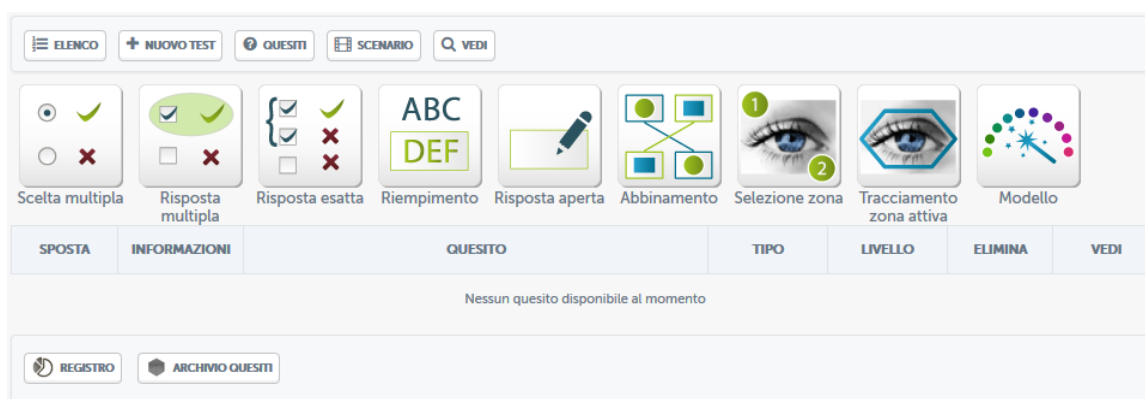 ELENCO
NUOVO TEST
QUESITI
SCENARIO
VEDI
ABC
DEF
1
2
Scelta multipla
Risposta
multipla
Risposta esatta
Riempimento
Risposta aperta
Abbinamento
Selezione zona
Tracciamento
zona attiva
Modello
SPOSTA
INFORMAZIONI
QUESITO
TIPO
LIVELLO
ELIMINA
VEDI
Nessun quesito disponibile al momento
REGISTRO
ARCHIVIO QUESITI